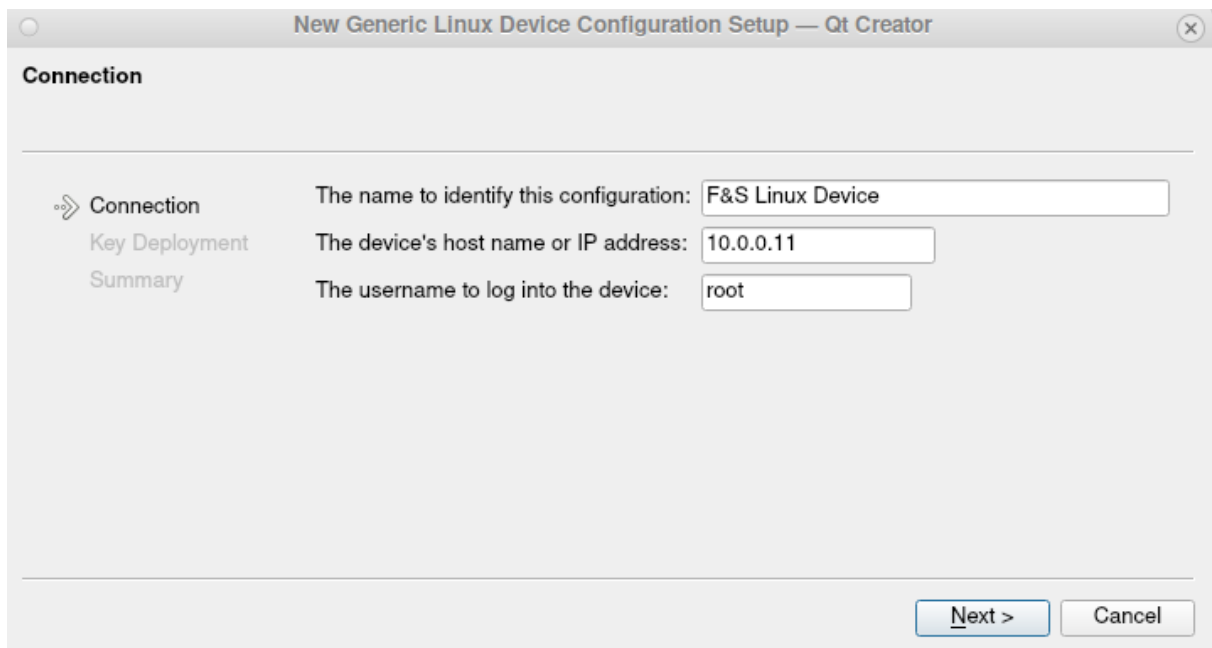 New Generic Linux Device Configuration Setup — Qt Creator
Connection
Connection
Key Deployment
Summary
The name to identify this configuration: F&S Linux Device
The device's host name or IP address: 10.0.0.11
The username to log into the device: root
Next >
Cancel